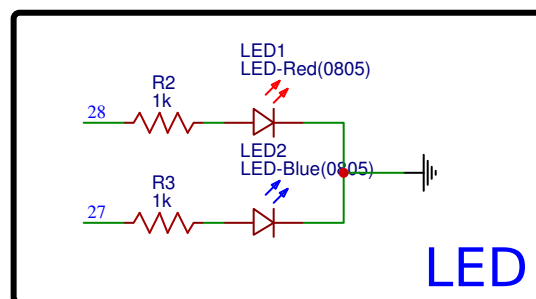 LED1
LED-Red(0805)
R2
1k
28
LED2
LED-Blue(0805)
R3
1k
27
LED